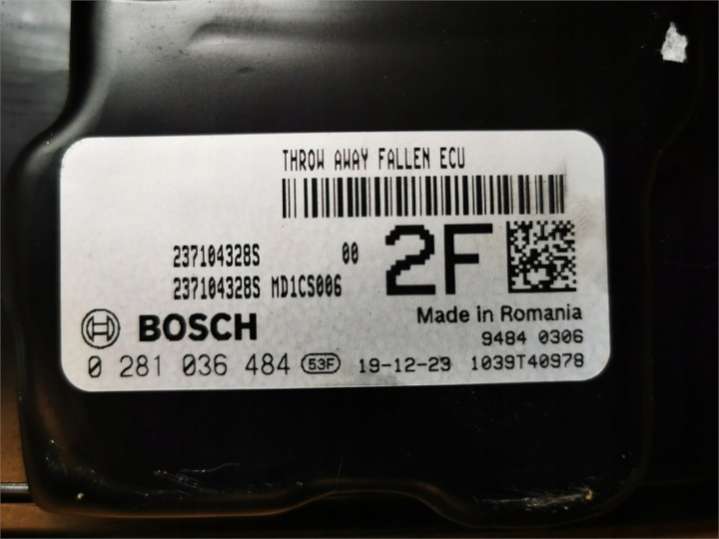 THROW AWAY FALLEN ECU
237104328S 00
237104328S MD1CS006
2F
Made in Romania
BOSCH
9484 0306
0 281 036 484 53F 19-12-23 1039T40978